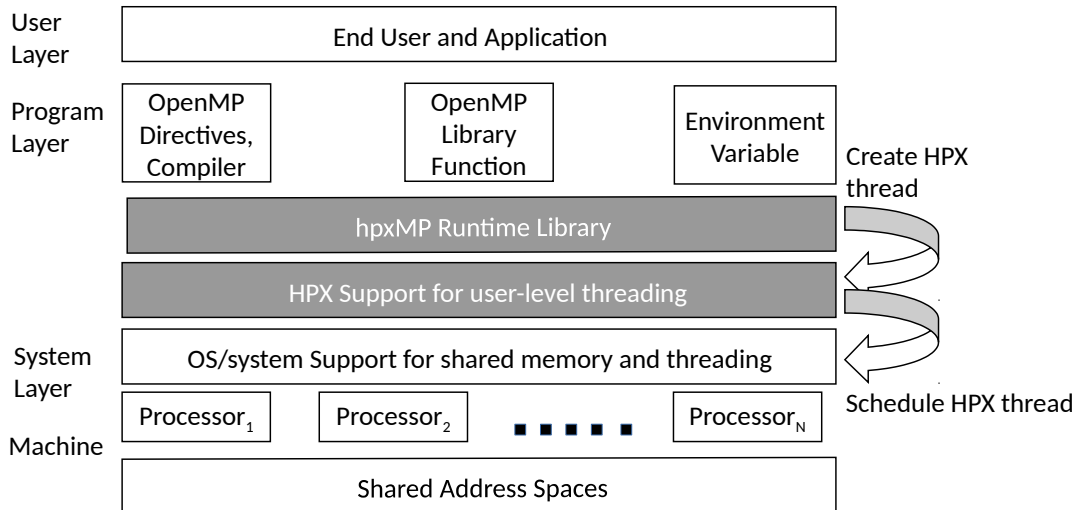 User
Layer
End User and Application
Program
Layer
OpenMP
Directives,
Compiler
OpenMP
Library
Function
Environment
Variable
Create HPX
thread
hpxMP Runtime Library
HPX Support for user-level threading
System
Layer
OS/system Support for shared memory and threading
Schedule HPX thread
Machine
Processor1
Processor2
ProcessorN
Shared Address Spaces